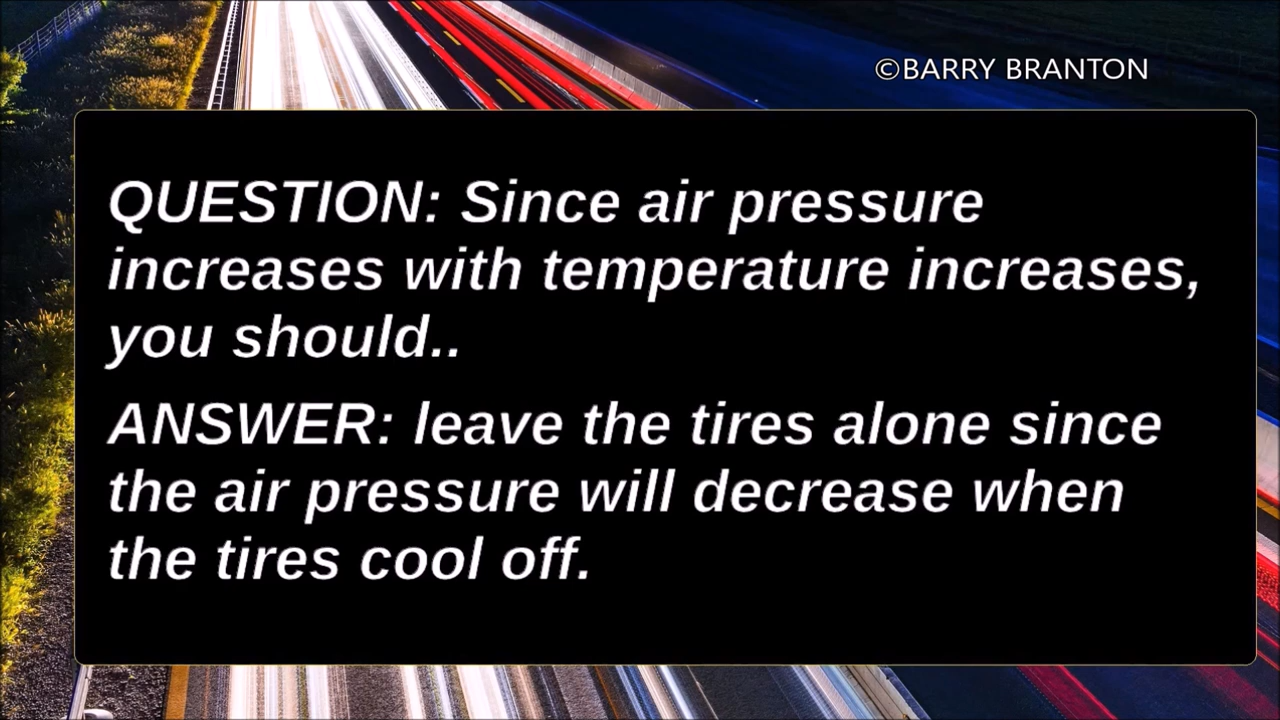 ©BARRY BRANTON
QUESTION: Since air pressure
increases with temperature increases,
you should..
ANSWER: leave the tires alone since
the air pressure will decrease when
the tires cool off.